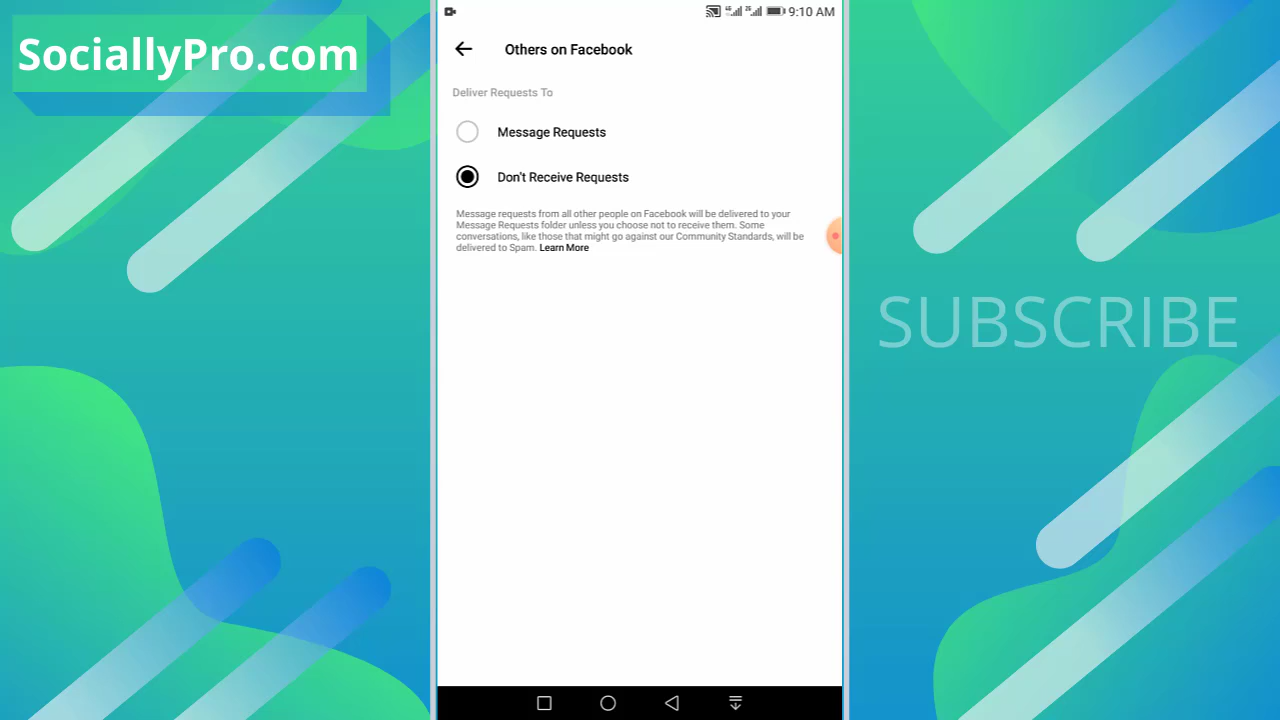 SociallyPro.com
9:10 AM
Others on Facebook
Deliver Requests To
Message Requests
Don't Receive Requests
Message requests from all other people on Facebook will be delivered to your
Message Requests folder unless you choose not to receive them. Some
conversations, like those that might go against our Community Standards, will be
delivered to Spam. Learn More
SUBSCRIBE